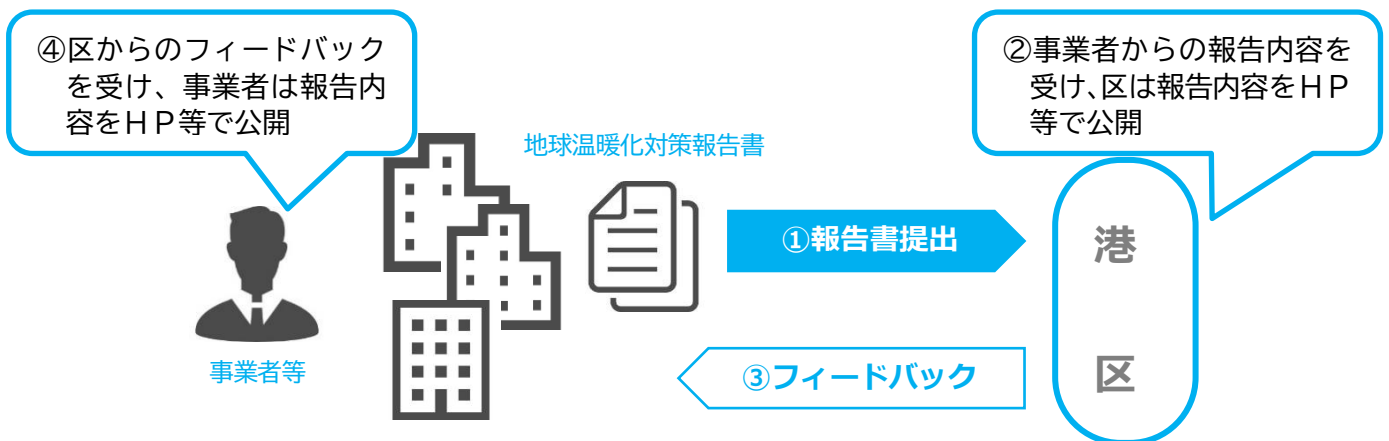 ④区からのフィードバック
を受け、事業者は報告内
容をＨＰ等で公開
②事業者からの報告内容を
受け､区は報告内容をＨＰ
等で公開
地球温暖化対策報告書
①報告書提出
港
区
③フィードバック
事業者等